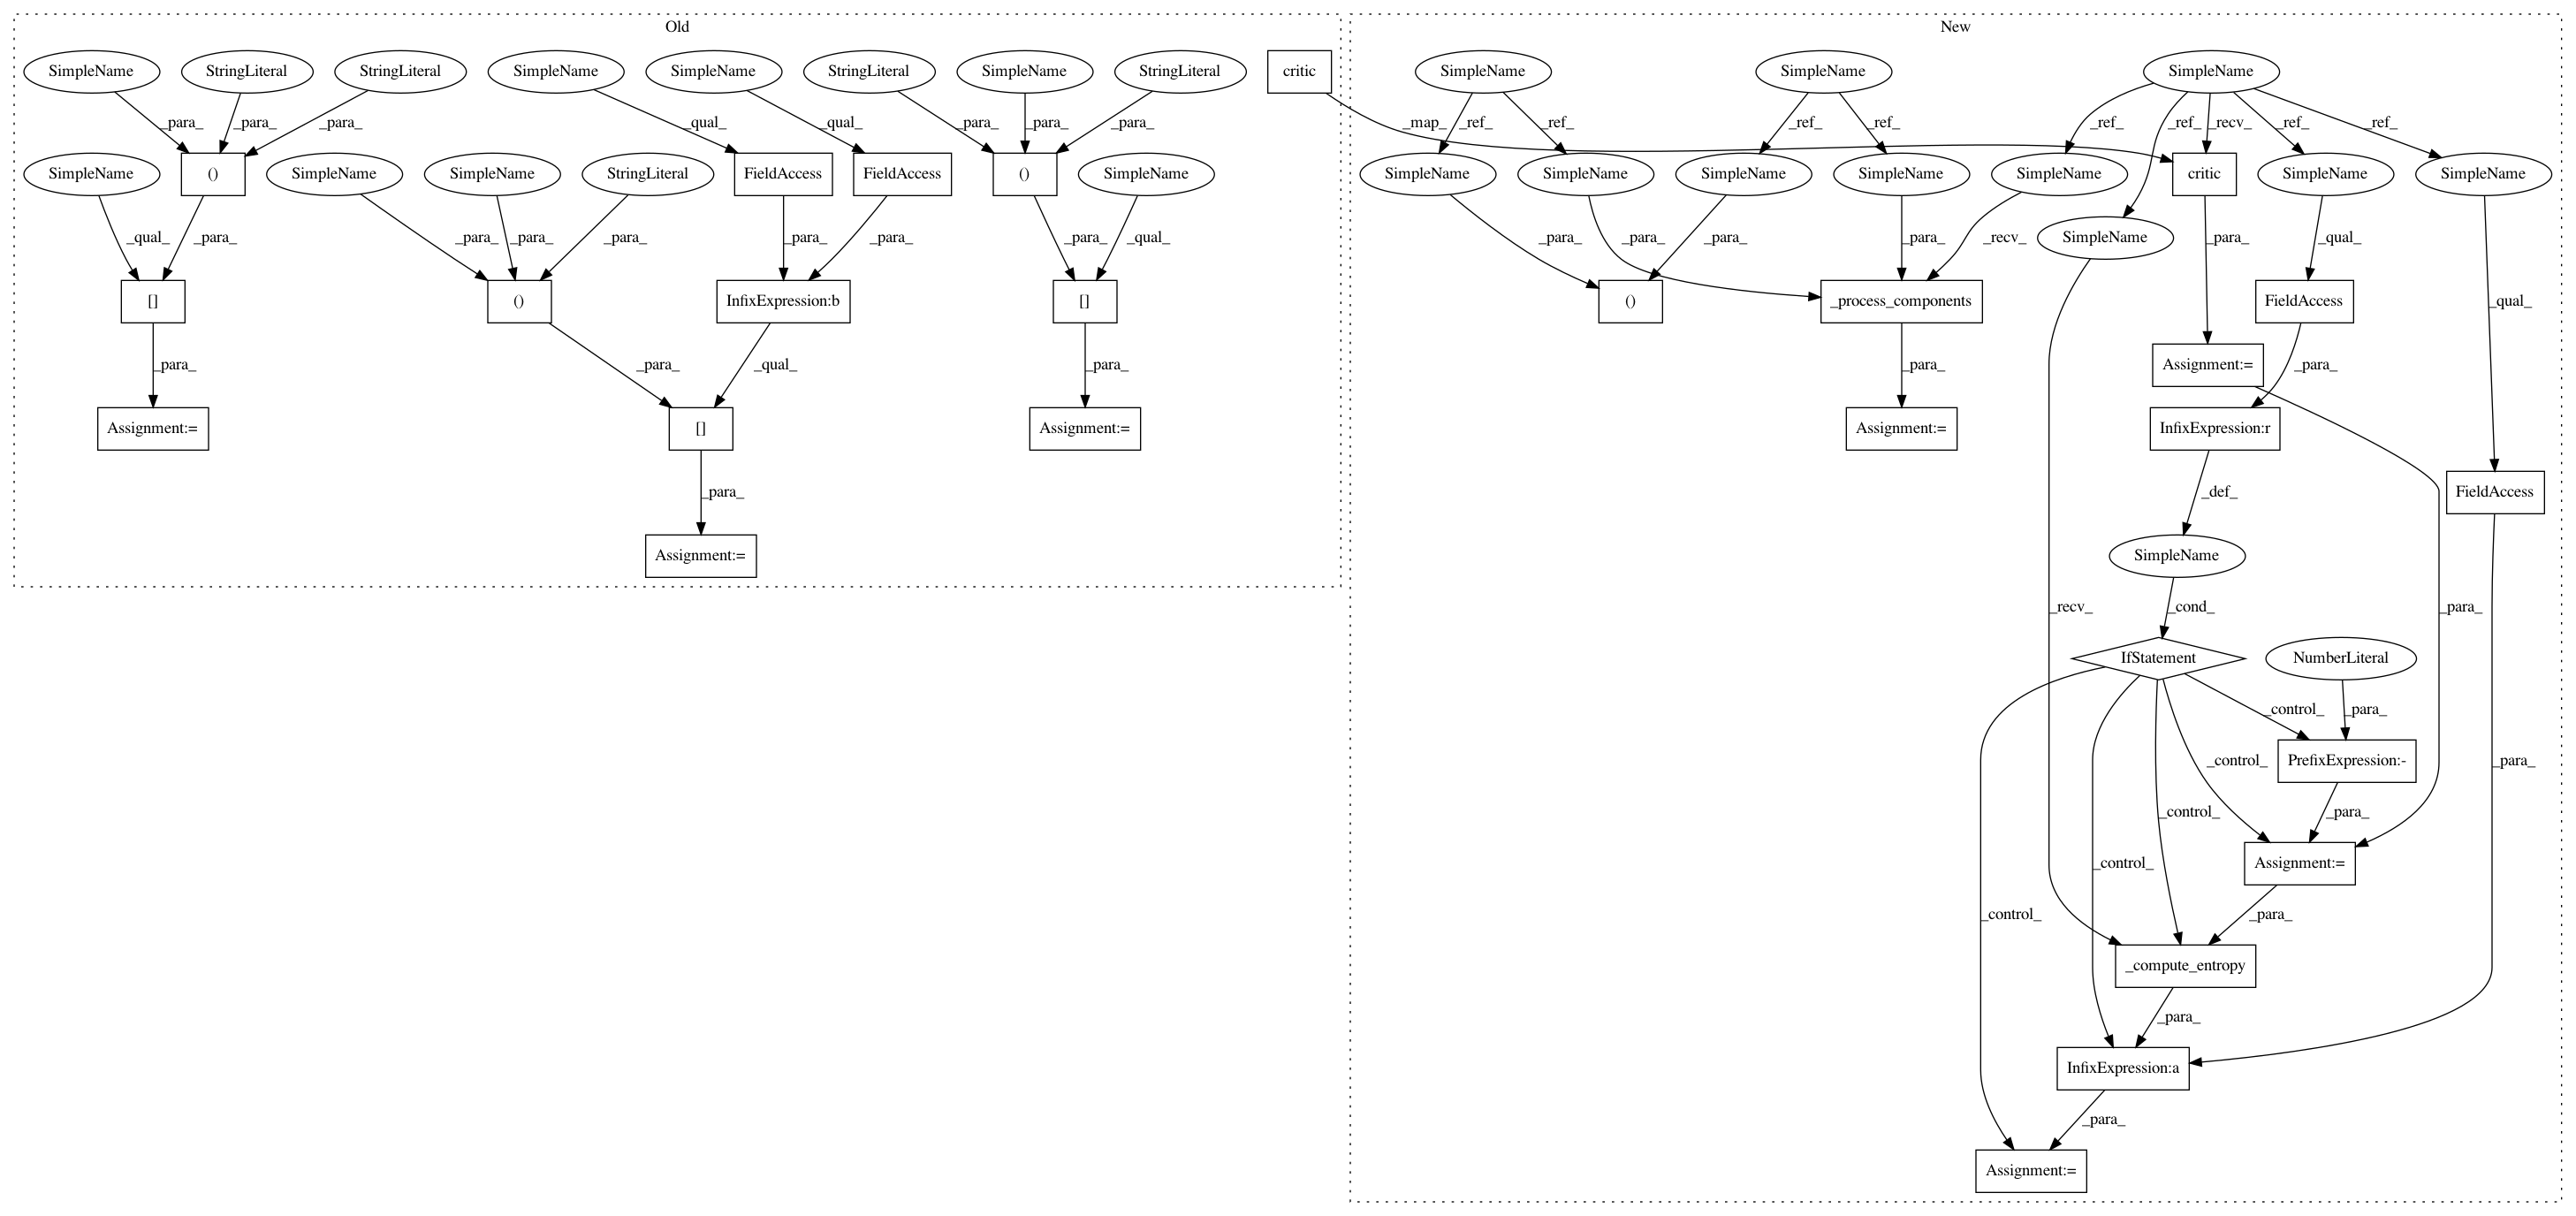 Old
New
SimpleName StringLiteral StringLiteral SimpleName SimpleName StringLiteral SimpleName StringLiteral critic SimpleName SimpleName SimpleName
_para_ _para_ _para_ _qual_ _qual_ _para_ _para_ _para_ _map_ _ref_ _ref_ _ref_ _ref_ _ref_ _ref_ _recv_ _ref_ _ref_
SimpleName () SimpleName SimpleName StringLiteral FieldAccess FieldAccess () SimpleName SimpleName SimpleName SimpleName SimpleName SimpleName critic SimpleName SimpleName
_qual_ _para_ _para_ _para_ _para_ _para_ _para_ _para_ _qual_ _para_ _para_ _para_ _para_ _recv_ SimpleName _para_ _qual_
[] () InfixExpression:b [] () _process_components FieldAccess _qual_
_para_ _para_ _qual_ _para_ _para_ Assignment:= _para_
Assignment:= [] Assignment:= Assignment:= InfixExpression:r
_para_ _def_ FieldAccess
Assignment:= SimpleName
_recv_ _cond_ _para_
IfStatement NumberLiteral
_control_ _para_
PrefixExpression:- _control_ _para_
_control_ _para_
_control_ Assignment:=
_control_ _para_
_compute_entropy
_para_
InfixExpression:a
_para_
Assignment:=